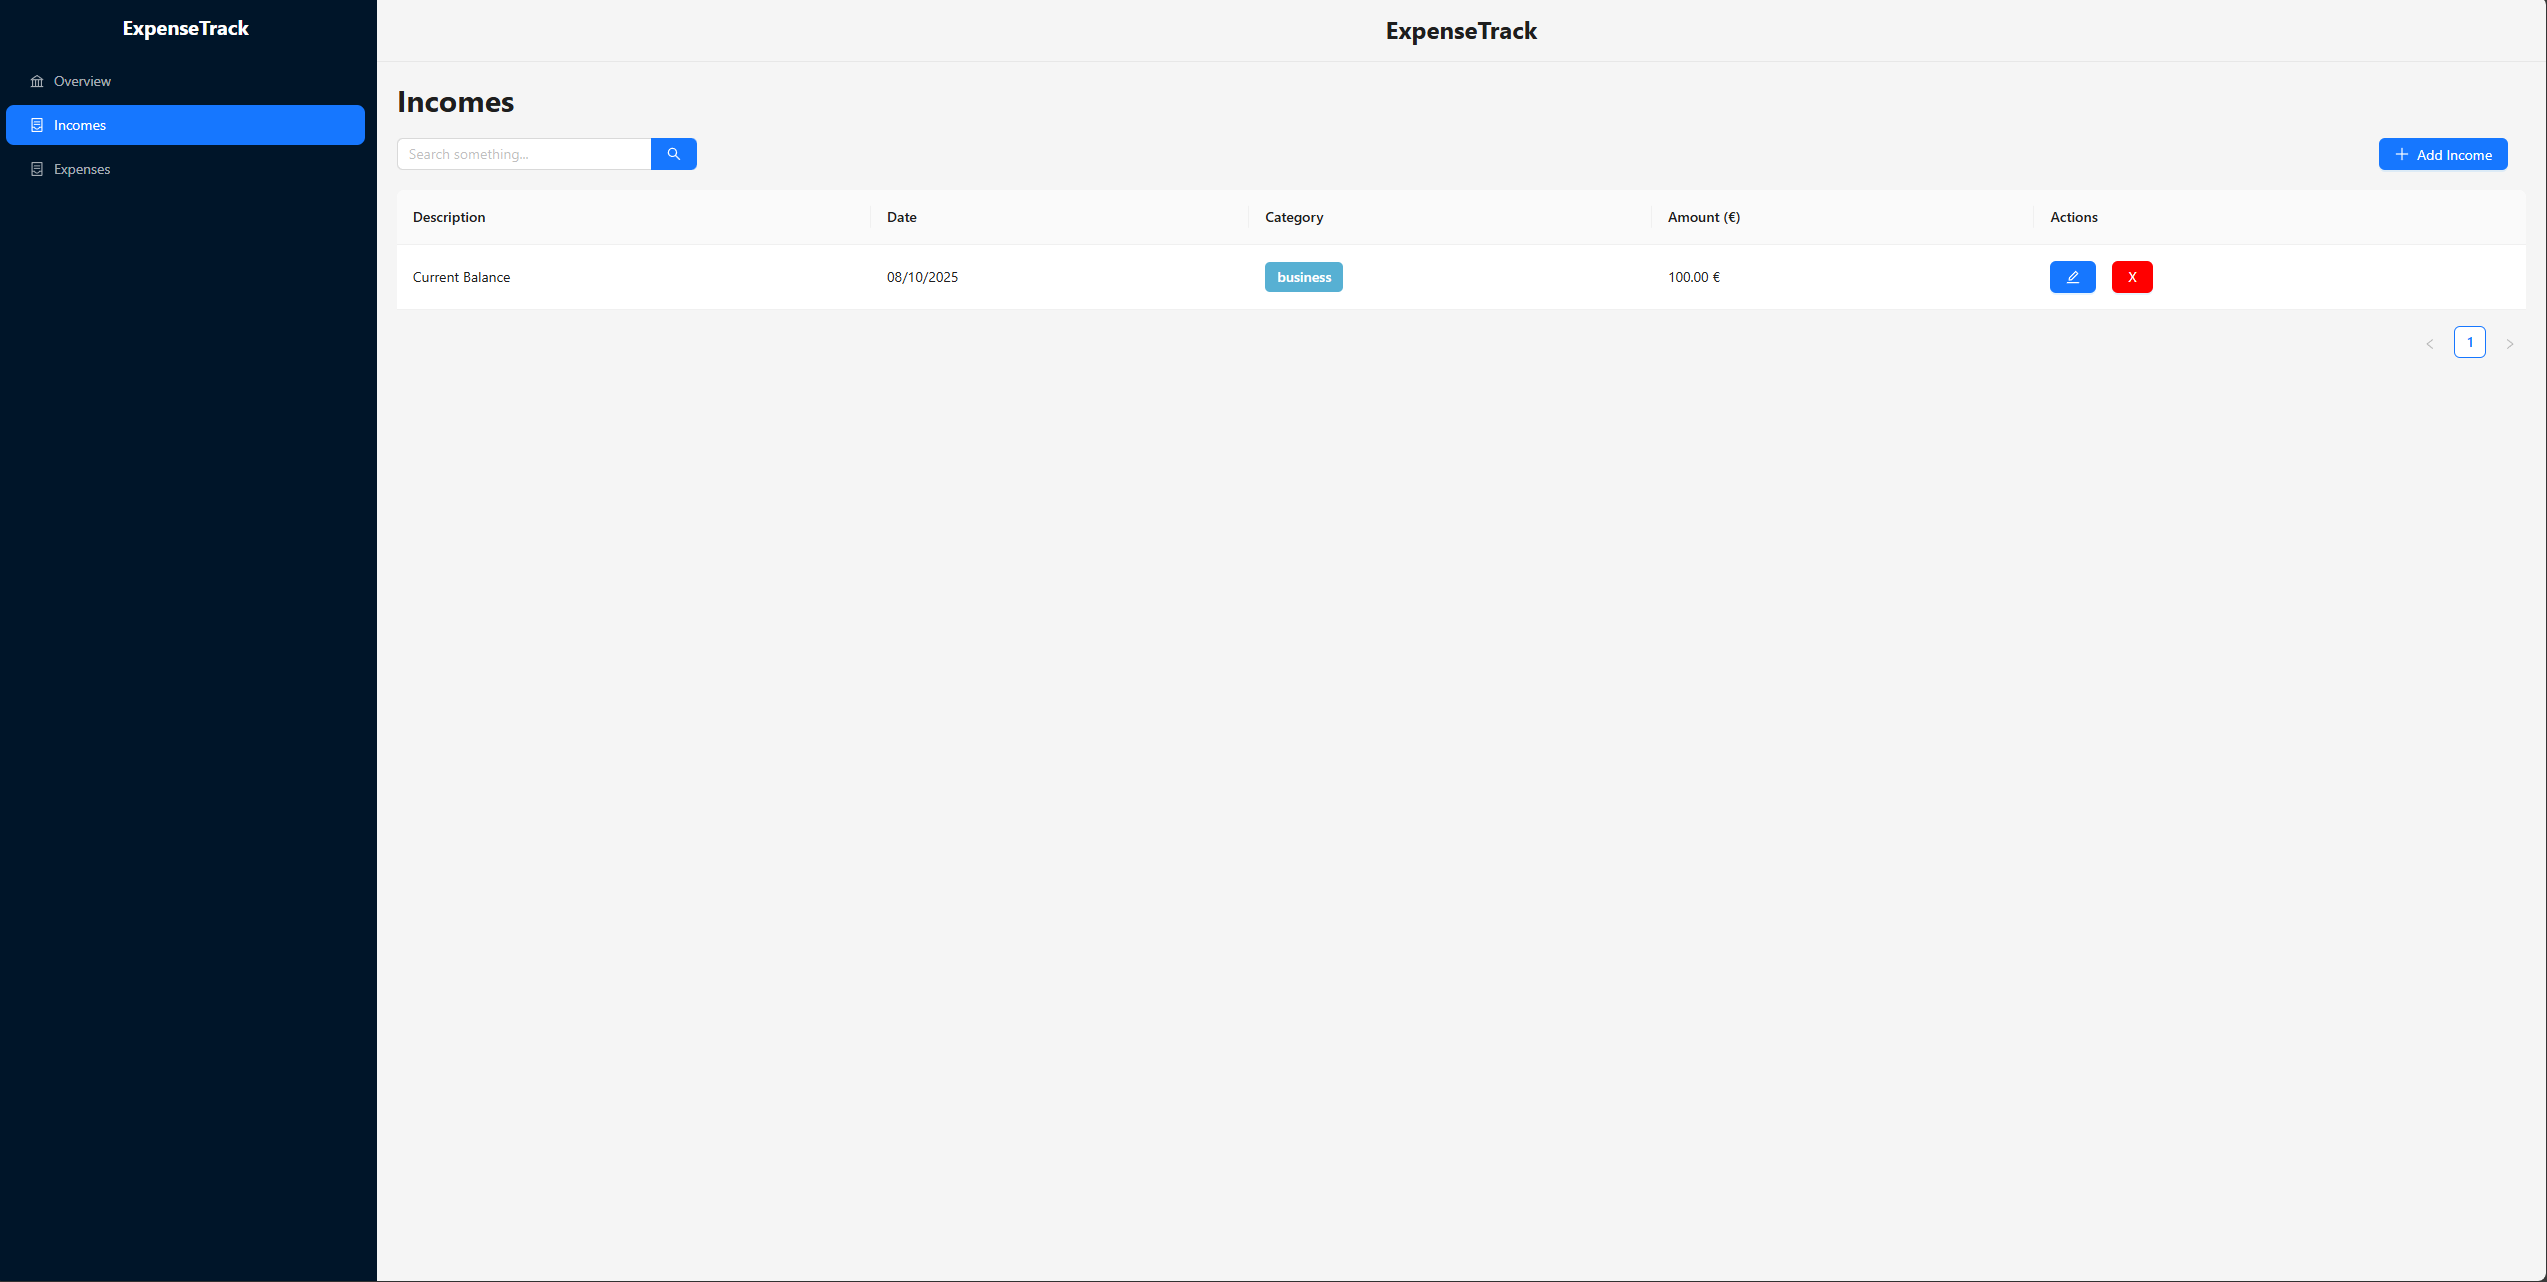 ExpenseTrack
Overview
Incomes
Expenses
ExpenseTrack
Incomes
Search something...
Add Income
Description Date Category Amount (€) Actions
Current Balance 08/10/2025 business 100.00 € X
< 1 >